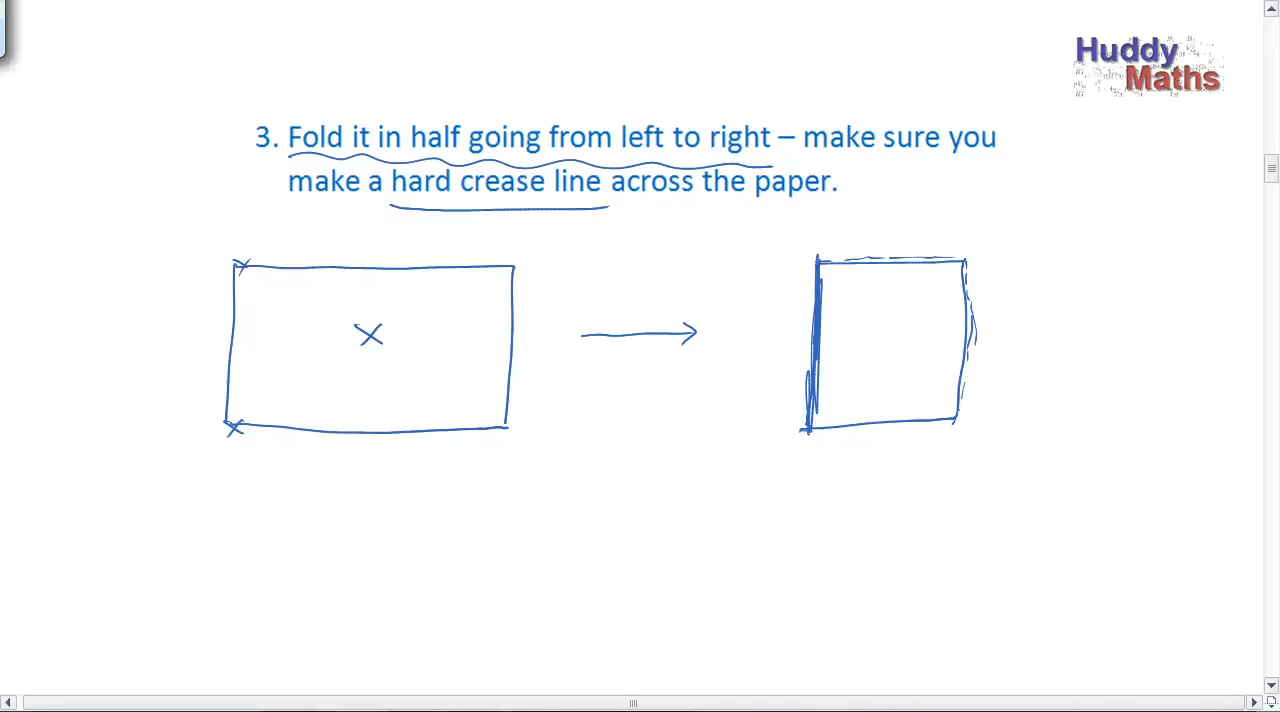 Huddy
Maths
3. Fold it in half going from left to right – make sure you
make a hard crease line across the paper.